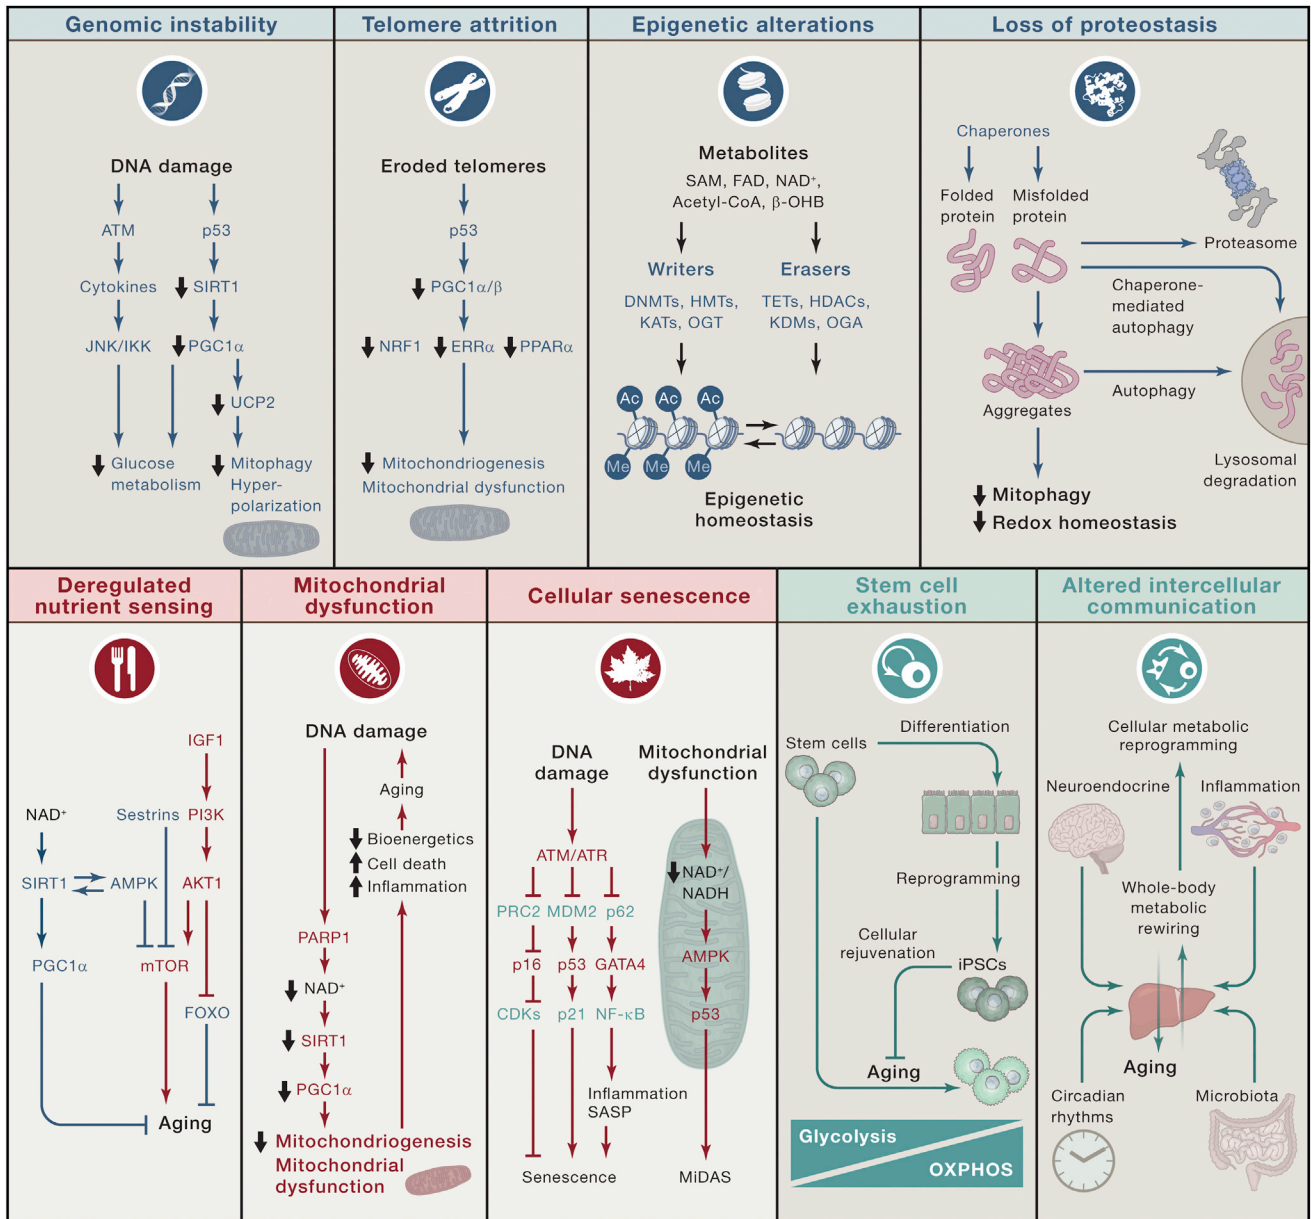 Genomic instability
DNA damage
ATM
p53
Cytokines
SIRT1
JNK/IKK
PGC1α
UCP2
Glucose
metabolism
Mitophagy
Hyper-
polarization
Telomere attrition
Eroded telomeres
p53
PGC1α/β
NRF1
ERRα
PPARα
Mitochondriogenesis
Mitochondrial dysfunction
Epigenetic alterations
Metabolites
SAM, FAD, NAD⁺,
Acetyl-CoA, β-OHB
Writers
Erasers
DNMTs, HMTs,
KATs, OGT
TETs, HDACs,
KDMs, OGA
Ac
Ac
Ac
Me
Me
Me
Epigenetic
homeostasis
Loss of proteostasis
Chaperones
Folded
protein
Misfolded
protein
Proteasome
Chaperone-
mediated
autophagy
Aggregates
Autophagy
Lysosomal
degradation
Mitophagy
Redox homeostasis
Deregulated
nutrient sensing
IGF1
NAD⁺
Sestrins
PI3K
SIRT1
AMPK
AKT1
PGC1α
mTOR
FOXO
Aging
Mitochondrial
dysfunction
DNA damage
Aging
Bioenergetics
Cell death
Inflammation
PARP1
NAD⁺
SIRT1
PGC1α
Mitochondriogenesis
Mitochondrial
dysfunction
Cellular senescence
DNA
damage
Mitochondrial
dysfunction
ATM/ATR
NAD⁺/
NADH
PRC2
MDM2
p62
p16
p53
GATA4
AMPK
CDKs
p21
NF-κB
p53
Inflammation
SASP
Senescence
MiDAS
Stem cell
exhaustion
Differentiation
Stem cells
Reprogramming
Cellular
rejuvenation
iPSCs
Aging
Glycolysis
OXPHOS
Altered intercellular
communication
Cellular metabolic
reprogramming
Neuroendocrine
Inflammation
Whole-body
metabolic
rewiring
Aging
Circadian
rhythms
Microbiota